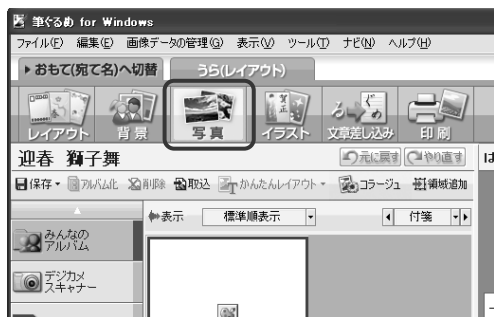 筆ぐるめ for Windows
ファイル(F) 編集(E) 画像データの管理(G) 表示(V) ツール(T) ナビ(N) ヘルプ(H)
おもて(宛て名)へ切替 うら(レイアウト)
レイアウト 背景 写真 イラスト 文章差し込み 印刷
迎春 獅子舞 元に戻す やり直す
保存 アルバム化 削除 取込 かんたんレイアウト コラージュ 領域追加
表示 標準順表示 付箋
みんなの
アルバム
デジカメ
スキャナー